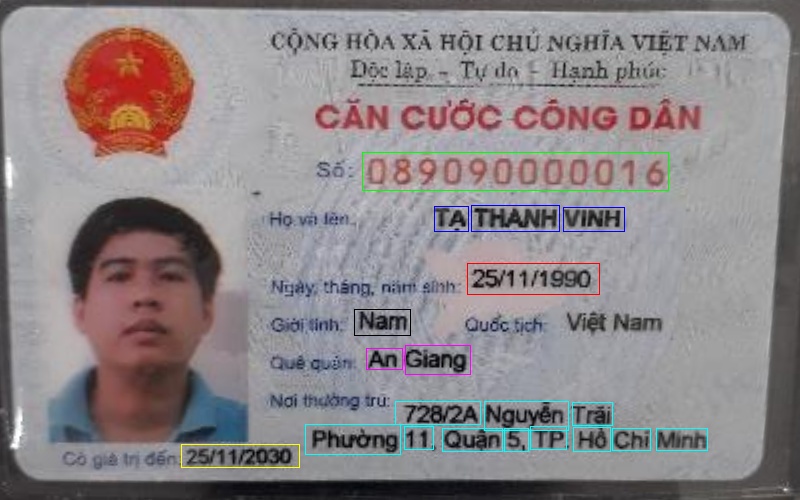 CỘNG HÒA XÃ HỘI CHỦ NGHĨA VIỆT NAM
Độc lập - Tự do - Hạnh phúc
CĂN CƯỚC CÔNG DÂN
Số: 089090000016
Họ và tên: TẠ THÀNH VINH
Ngày, tháng, năm sinh: 25/11/1990
Giới tính: Nam Quốc tịch: Việt Nam
Quê quán: An Giang
Nơi thường trú: 728/2A Nguyễn Trãi
Phường 11, Quận 5, TP. Hồ Chí Minh
Có giá trị đến: 25/11/2030